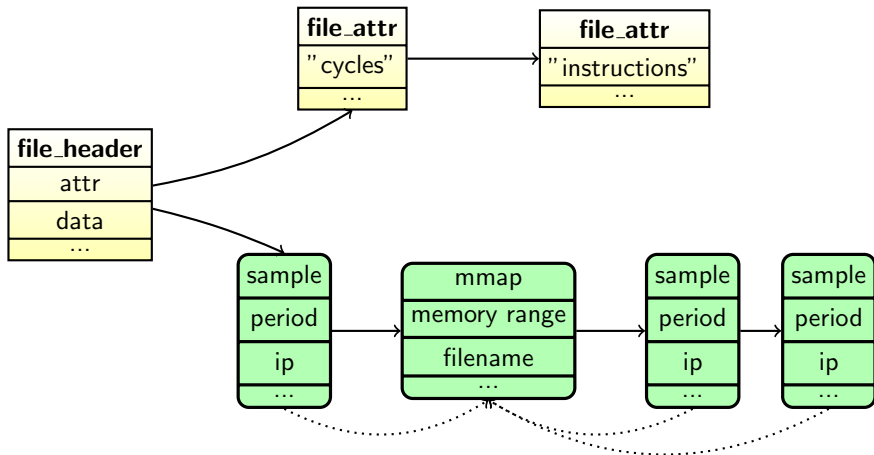 file_attr
"cycles"
...
file_attr
"instructions"
...
file_header
attr
data
...
sample
period
ip
...
mmap
memory range
filename
...
sample
period
ip
...
sample
period
ip
...